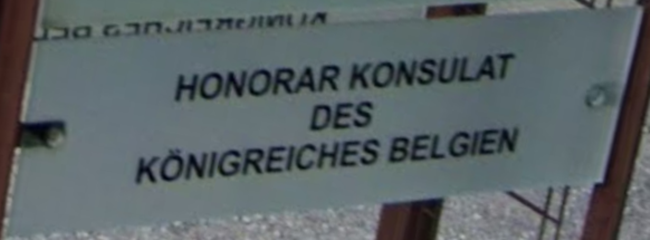 HONORAR KONSULAT
DES
KÖNIGREICHES BELGIEN